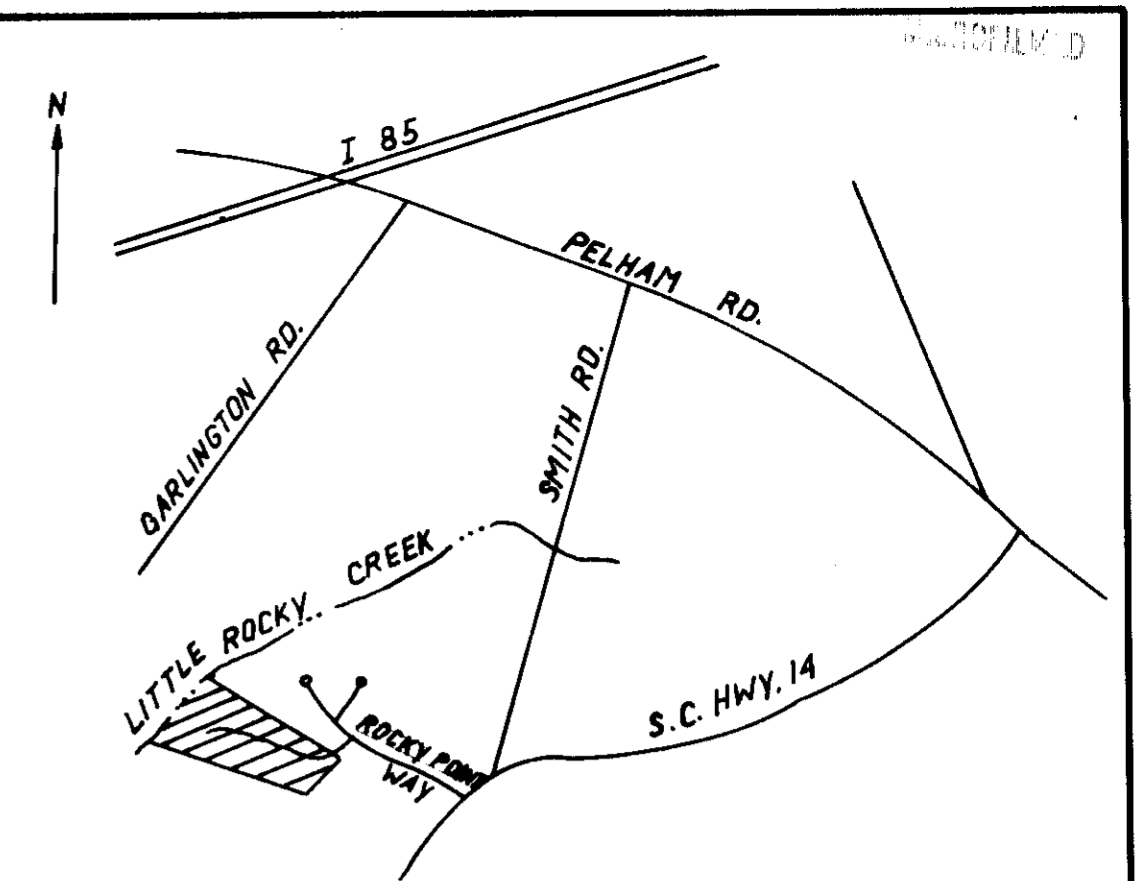 N
I 85
PELHAM RD.
GARLINGTON RD.
SMITH RD.
LITTLE ROCKY CREEK
S.C. HWY. 14
ROCKY POINT
WAY